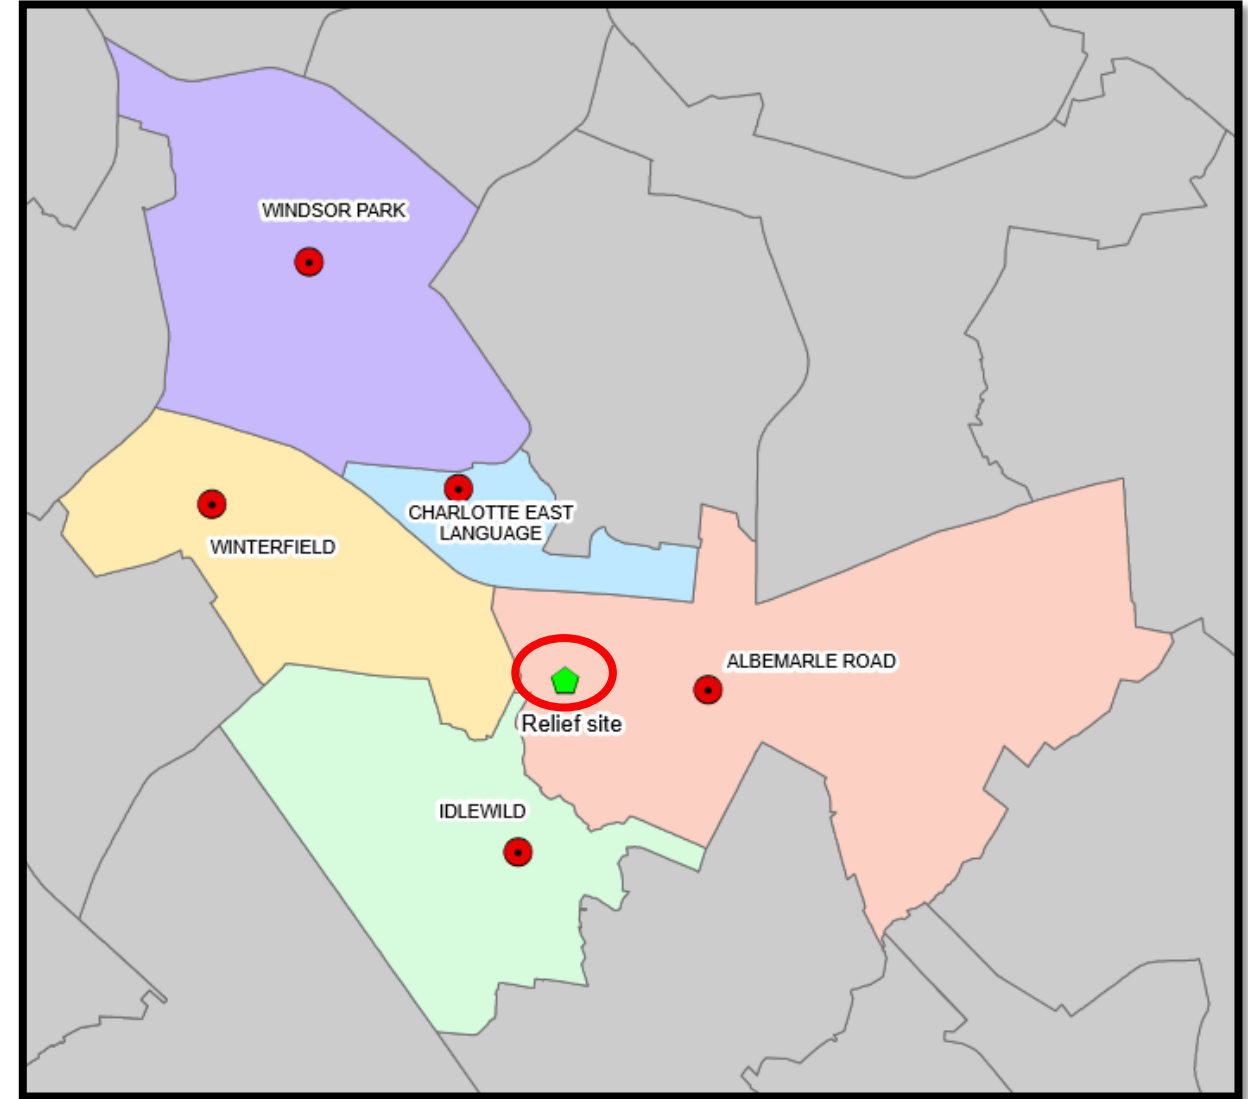 WINDSOR PARK
CHARLOTTE EAST
LANGUAGE
WINTERFIELD
ALBEMARLE ROAD
Relief site
IDLEWILD